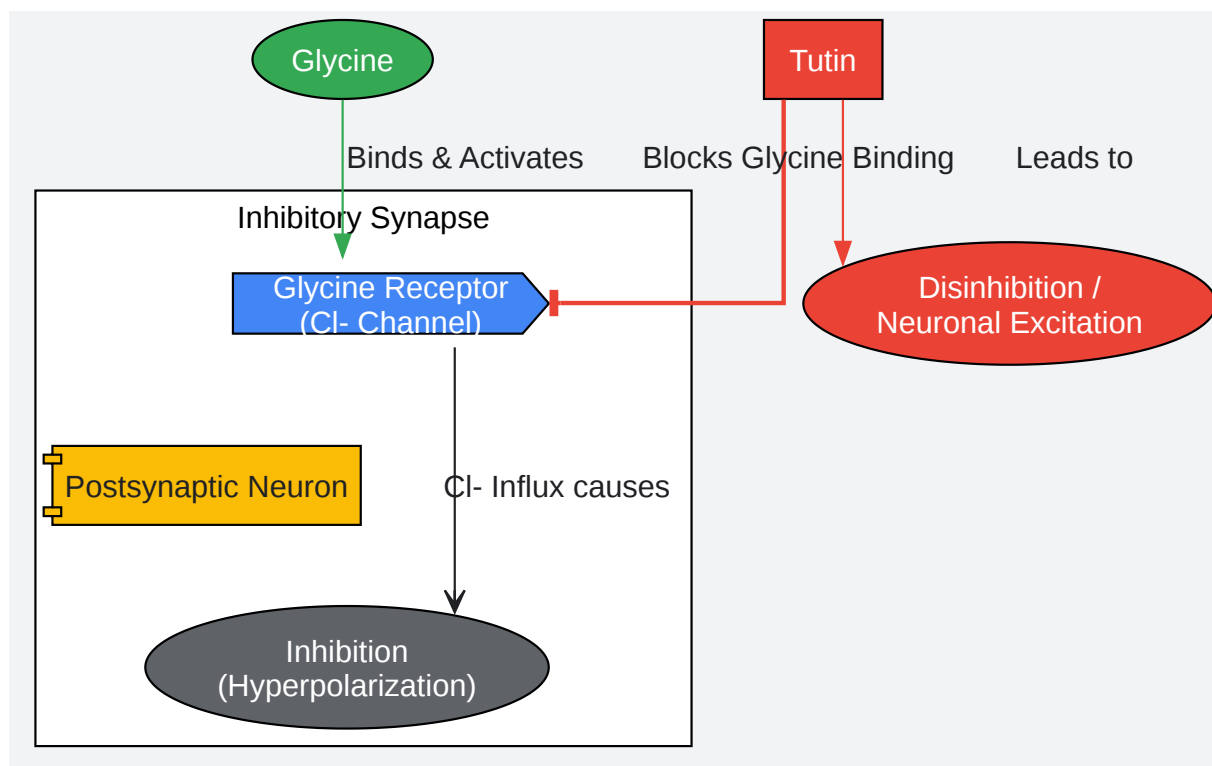 Glycine
Tutin
Binds & Activates
Blocks Glycine Binding
Leads to
Inhibitory Synapse
Glycine Receptor
(Cl- Channel)
Disinhibition /
Neuronal Excitation
Postsynaptic Neuron
Cl- Influx causes
Inhibition
(Hyperpolarization)